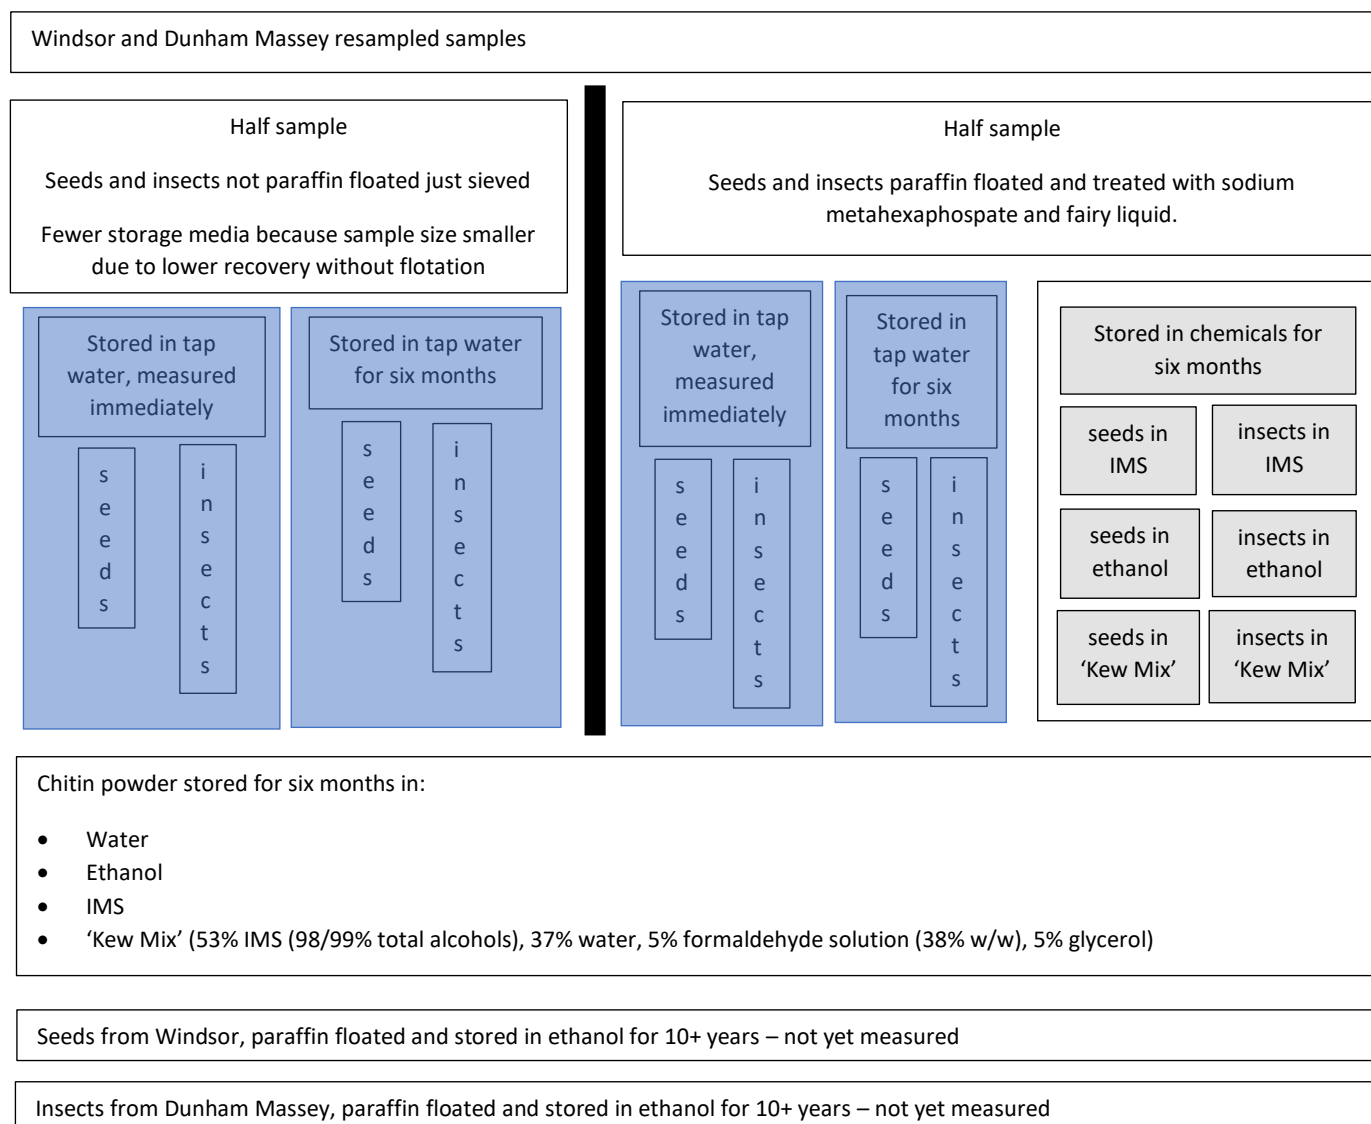 Windsor and Dunham Massey resampled samples
Half sample
Seeds and insects not paraffin floated just sieved
Fewer storage media because sample size smaller
due to lower recovery without flotation
Stored in tap
water, measured
immediately
seeds
insects
Stored in tap water
for six months
seeds
insects
Half sample
Seeds and insects paraffin floated and treated with sodium
metahexaphospate and fairy liquid.
Stored in tap
water,
measured
immediately
seeds
insects
Stored in
tap water
for six
months
seeds
insects
Stored in chemicals for
six months
seeds in
IMS
insects in
IMS
seeds in
ethanol
insects in
ethanol
seeds in
‘Kew Mix’
insects in
‘Kew Mix’
Chitin powder stored for six months in:
• Water
• Ethanol
• IMS
• ‘Kew Mix’ (53% IMS (98/99% total alcohols), 37% water, 5% formaldehyde solution (38% w/w), 5% glycerol)
Seeds from Windsor, paraffin floated and stored in ethanol for 10+ years – not yet measured
Insects from Dunham Massey, paraffin floated and stored in ethanol for 10+ years – not yet measured